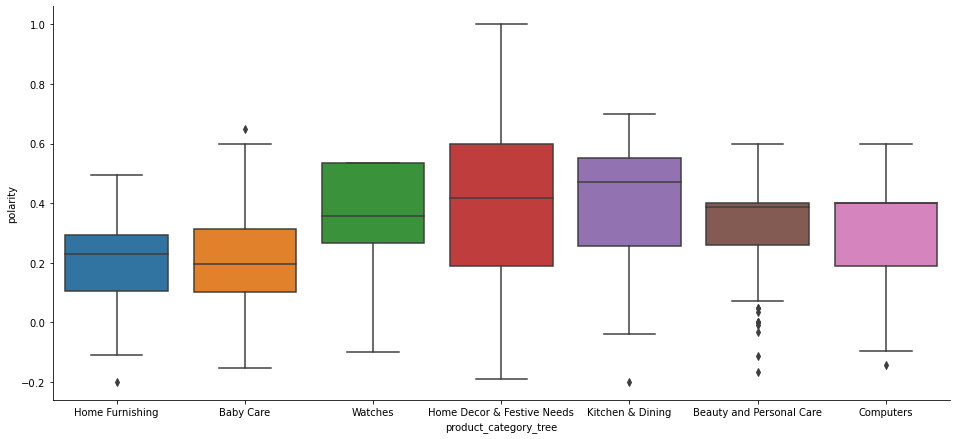 1.0
0.8
0.6
0.4
0.2
0.0
−0.2
polarity
Home Furnishing Baby Care Watches Home Decor & Festive Needs Kitchen & Dining Beauty and Personal Care Computers
product_category_tree